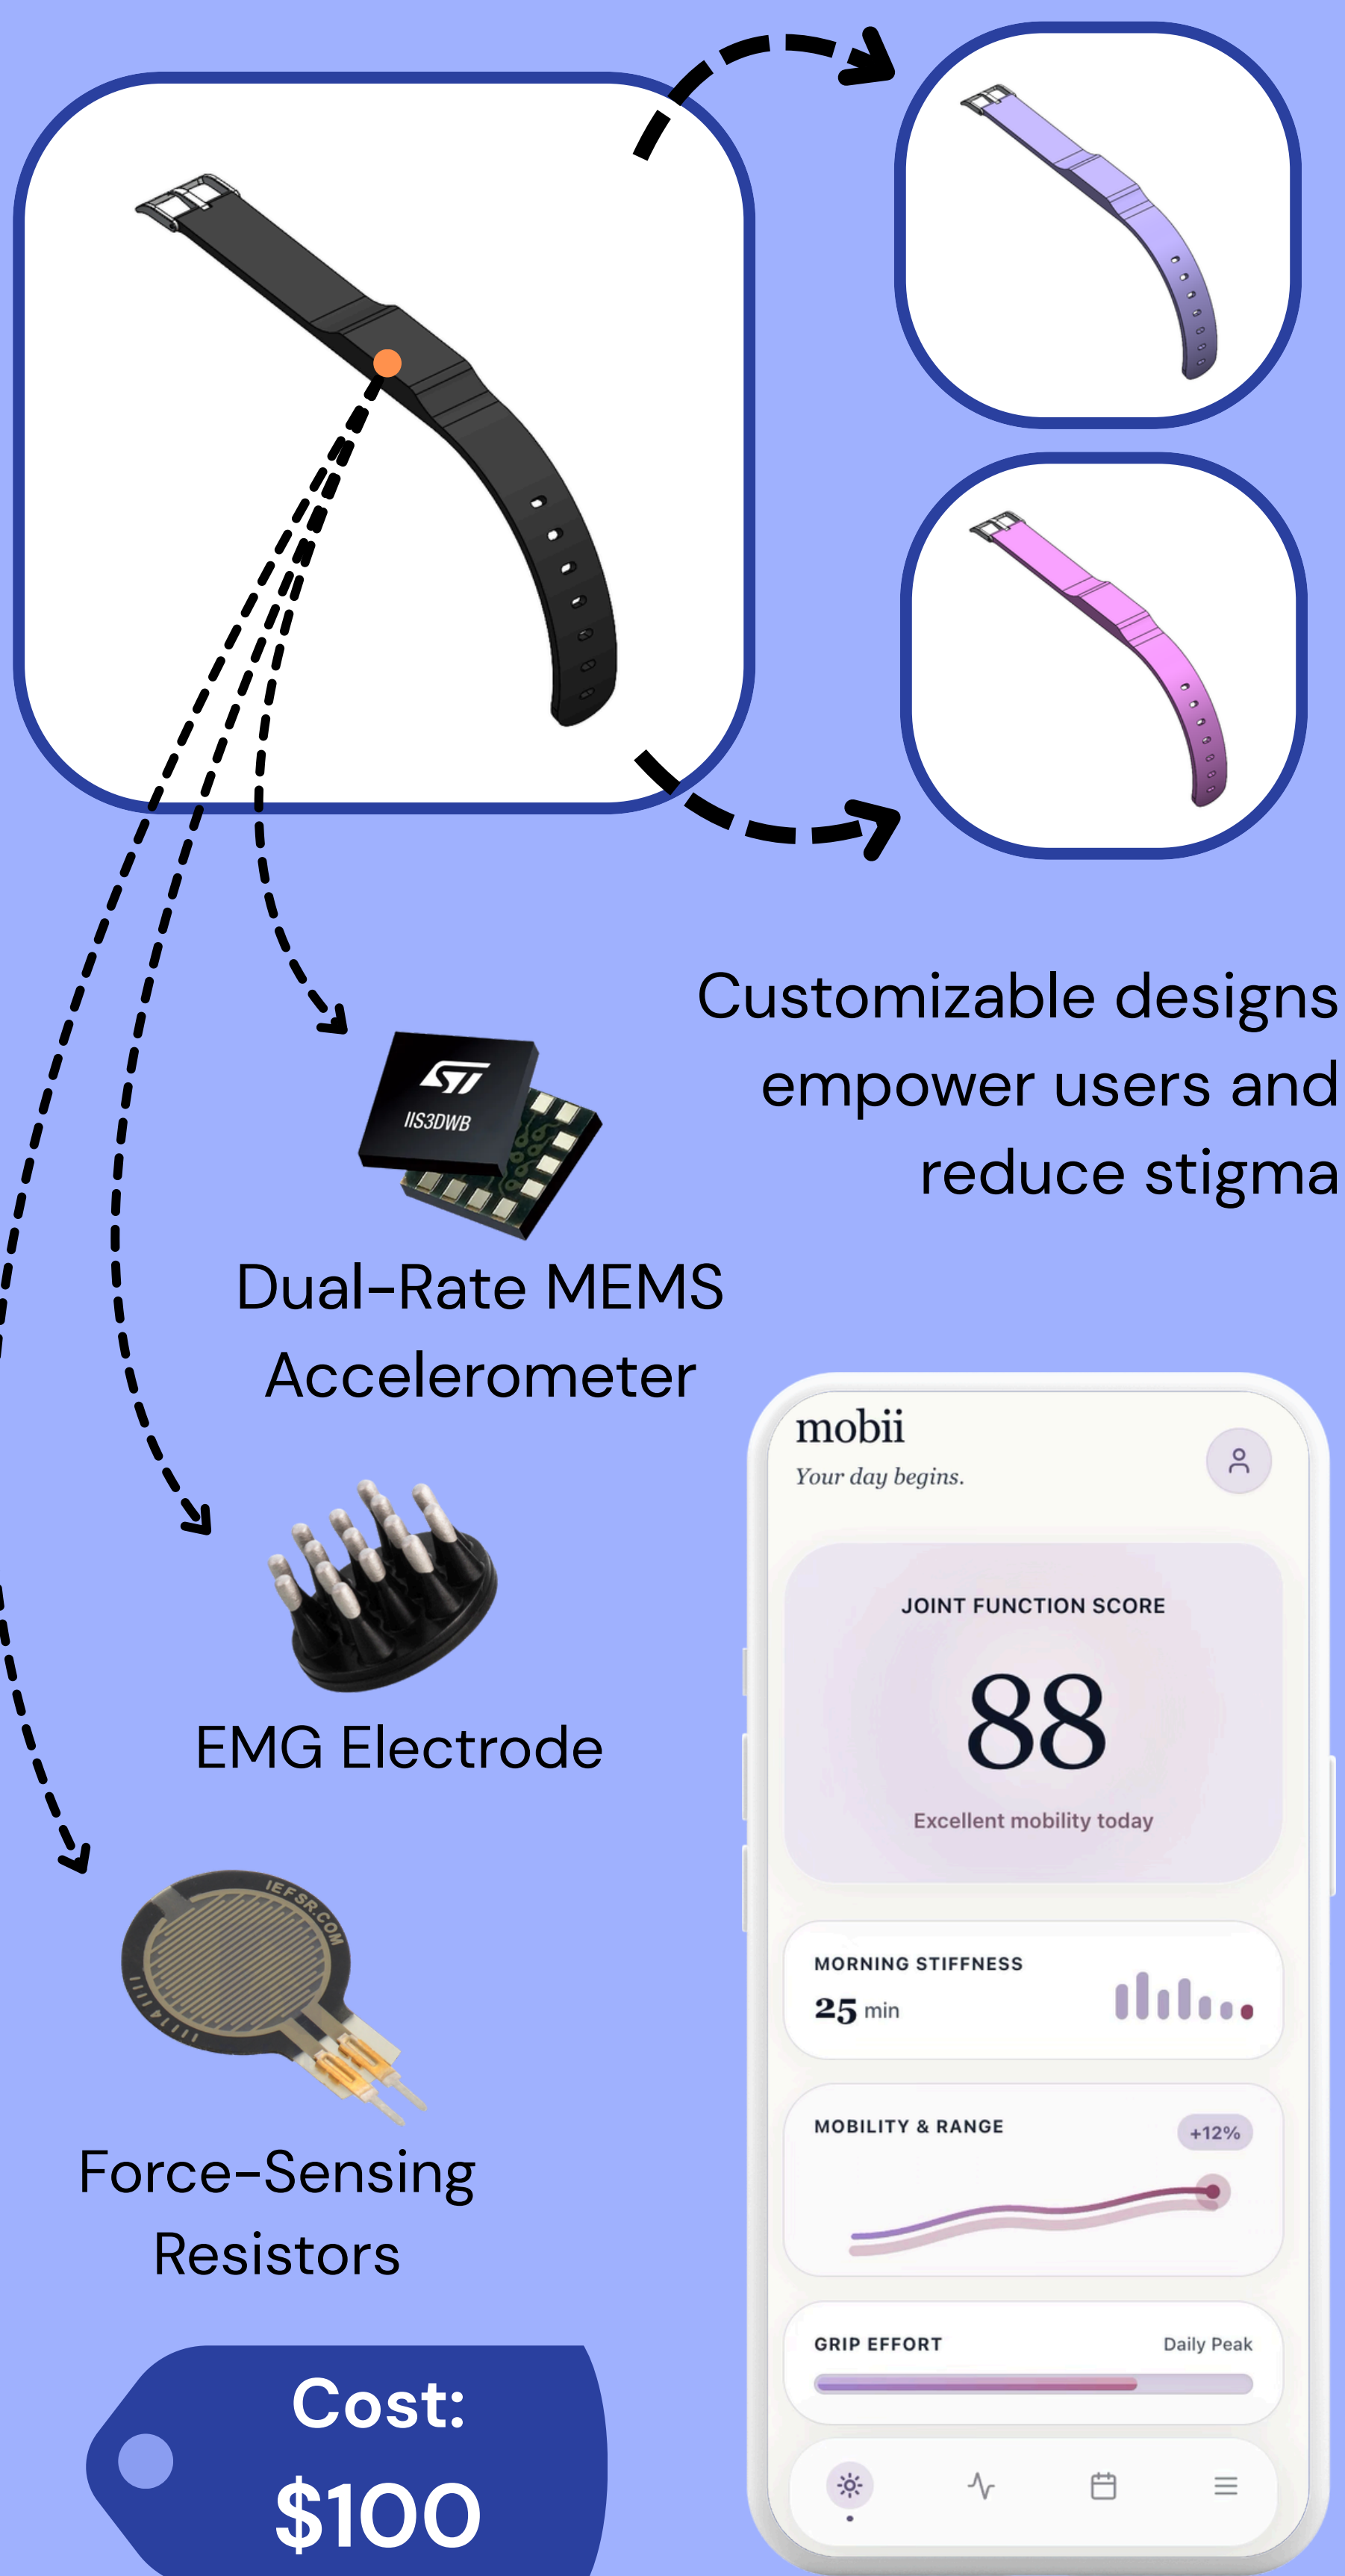 Customizable designs
empower users and
reduce stigma
ST
IIS3DWB
Dual-Rate MEMS
Accelerometer
EMG Electrode
IEFSR.COM
Force-Sensing
Resistors
Cost:
$100
mobii
Your day begins.
JOINT FUNCTION SCORE
88
Excellent mobility today
MORNING STIFFNESS
25 min
MOBILITY & RANGE
+12%
GRIP EFFORT
Daily Peak